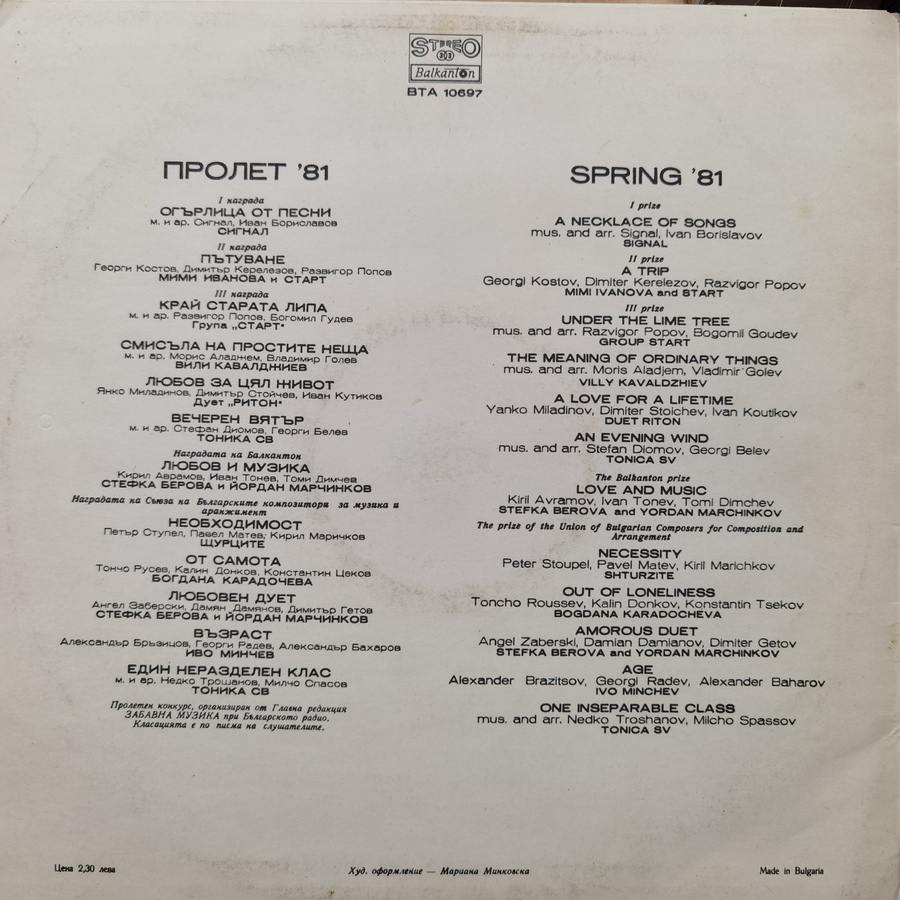 STEREO
Balkanton
ВТА 10697
ПРОЛЕТ '81
I награда
ОГЪРЛИЦА ОТ ПЕСНИ
м. и ар. Сигнал, Иван Бориславов
СИГНАЛ
II награда
ПЪТУВАНЕ
Георги Костов, Димитър Керелезов, Развигор Попов
МИМИ ИВАНОВА и СТАРТ
III награда
КРАЙ СТАРАТА ЛИПА
м. и ар. Развигор Попов, Богомил Гудев
Група „СТАРТ"
СМИСЪЛА НА ПРОСТИТЕ НЕЩА
м. и ар. Морис Аладжем, Владимир Голев
ВИЛИ КАВАЛДЖИЕВ
ЛЮБОВ ЗА ЦЯЛ ЖИВОТ
Янко Миладинов, Димитър Стойчев, Иван Кутиков
Дует „РИТОН"
ВЕЧЕРЕН ВЯТЪР
м. и ар. Стефан Диомов, Георги Белев
ТОНИКА СВ
Наградата на Балкантон
ЛЮБОВ И МУЗИКА
Кирил Аврамов, Иван Тонев, Томи Димчев
СТЕФКА БЕРОВА и ЙОРДАН МАРЧИНКОВ
Наградата на Съюза на Българските композитори за музика и
аранжимент
НЕОБХОДИМОСТ
Петър Ступел, Павел Матев, Кирил Маричков
ЩУРЦИТЕ
ОТ САМОТА
Тончо Русев, Калин Донков, Константин Цеков
БОГДАНА КАРАДОЧЕВА
ЛЮБОВЕН ДУЕТ
Ангел Заберски, Дамян Дамянов, Димитър Гетов
СТЕФКА БЕРОВА и ЙОРДАН МАРЧИНКОВ
ВЪЗРАСТ
Александър Бръзицов, Георги Радев, Александър Бахаров
ИВО МИНЧЕВ
ЕДИН НЕРАЗДЕЛЕН КЛАС
м. и ар. Недко Трошанов, Милчо Спасов
ТОНИКА СВ
Пролетен конкурс, организиран от Главна редакция
ЗАБАВНА МУЗИКА при Българското радио.
Класацията е по писма на слушателите.
SPRING '81
I prize
A NECKLACE OF SONGS
mus. and arr. Signal, Ivan Borislavov
SIGNAL
II prize
A TRIP
Georgi Kostov, Dimiter Kerelezov, Razvigor Popov
MIMI IVANOVA and START
III prize
UNDER THE LIME TREE
mus. and arr. Razvigor Popov, Bogomil Goudev
GROUP START
THE MEANING OF ORDINARY THINGS
mus. and arr. Moris Aladjem, Vladimir Golev
VILLY KAVALDZHIEV
A LOVE FOR A LIFETIME
Yanko Miladinov, Dimiter Stoichev, Ivan Koutikov
DUET RITON
AN EVENING WIND
mus. and arr. Stefan Diomov, Georgi Belev
TONICA SV
The Balkanton prize
LOVE AND MUSIC
Kiril Avramov, Ivan Tonev, Tomi Dimchev
STEFKA BEROVA and YORDAN MARCHINKOV
The prize of the Union of Bulgarian Composers for Composition and
Arrangement
NECESSITY
Peter Stoupel, Pavel Matev, Kiril Marichkov
SHTURZITE
OUT OF LONELINESS
Toncho Roussev, Kalin Donkov, Konstantin Tsekov
BOGDANA KARADOCHEVA
AMOROUS DUET
Angel Zaberski, Damian Damianov, Dimiter Getov
STEFKA BEROVA and YORDAN MARCHINKOV
AGE
Alexander Brazitsov, Georgi Radev, Alexander Baharov
IVO MINCHEV
ONE INSEPARABLE CLASS
mus. and arr. Nedko Troshanov, Milcho Spassov
TONICA SV
Цена 2,30 лева
Худ. оформление — Мариана Минковска
Made in Bulgaria